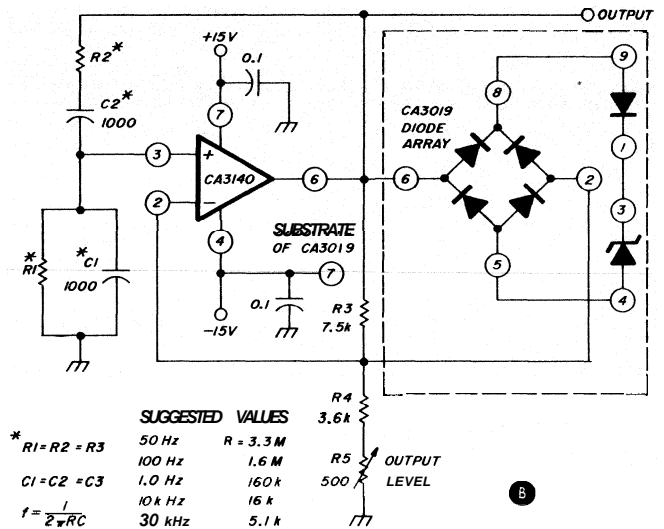 OUTPUT
+15V
0.1
R2*
C2*
1000
9
8
7
CA3019
DIODE
ARRAY
3
+
CA3140
6
6
2
1
2
−
SUBSTRATE
OF CA3019
4
7
3
*
R1
*C1
1000
5
4
0.1
−15V
R3
7.5k
R4
3.6k
SUGGESTED VALUES
50 Hz R = 3.3 M
100 Hz 1.6 M
1.0 Hz 160 k
10 k Hz 16 k
30 kHz 5.1 k
* R1 = R2 = R3
C1 = C2 = C3
f = 1
2πRC
R5
500
OUTPUT
LEVEL
B